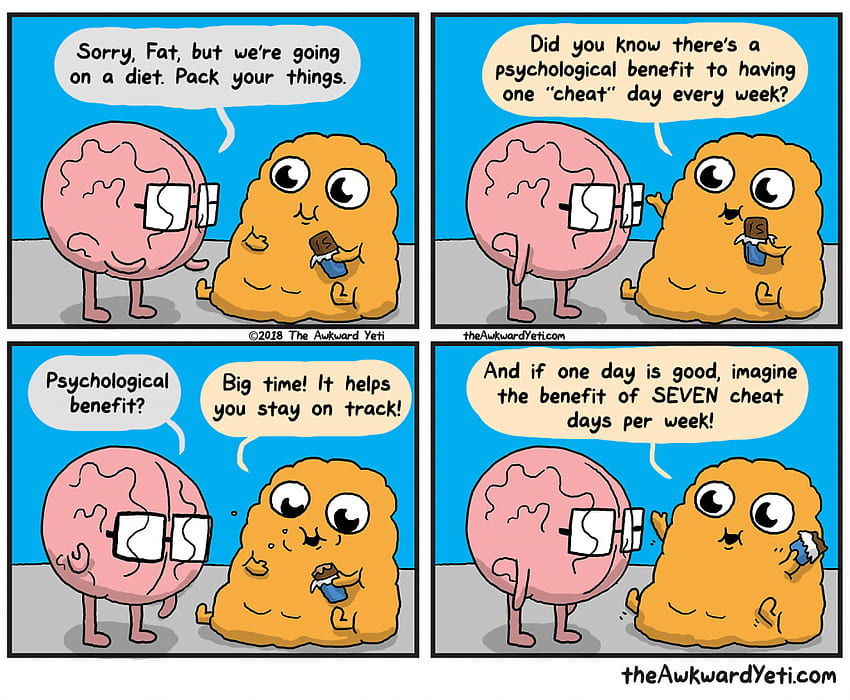 Sorry, Fat, but we're going
on a diet. Pack your things.
Did you know there's a
psychological benefit to having
one "cheat" day every week?
©2018 The Awkward Yeti
theAwkwardYeti.com
Psychological
benefit?
Big time! It helps
you stay on track!
And if one day is good, imagine
the benefit of SEVEN cheat
days per week!
theAwkwardYeti.com